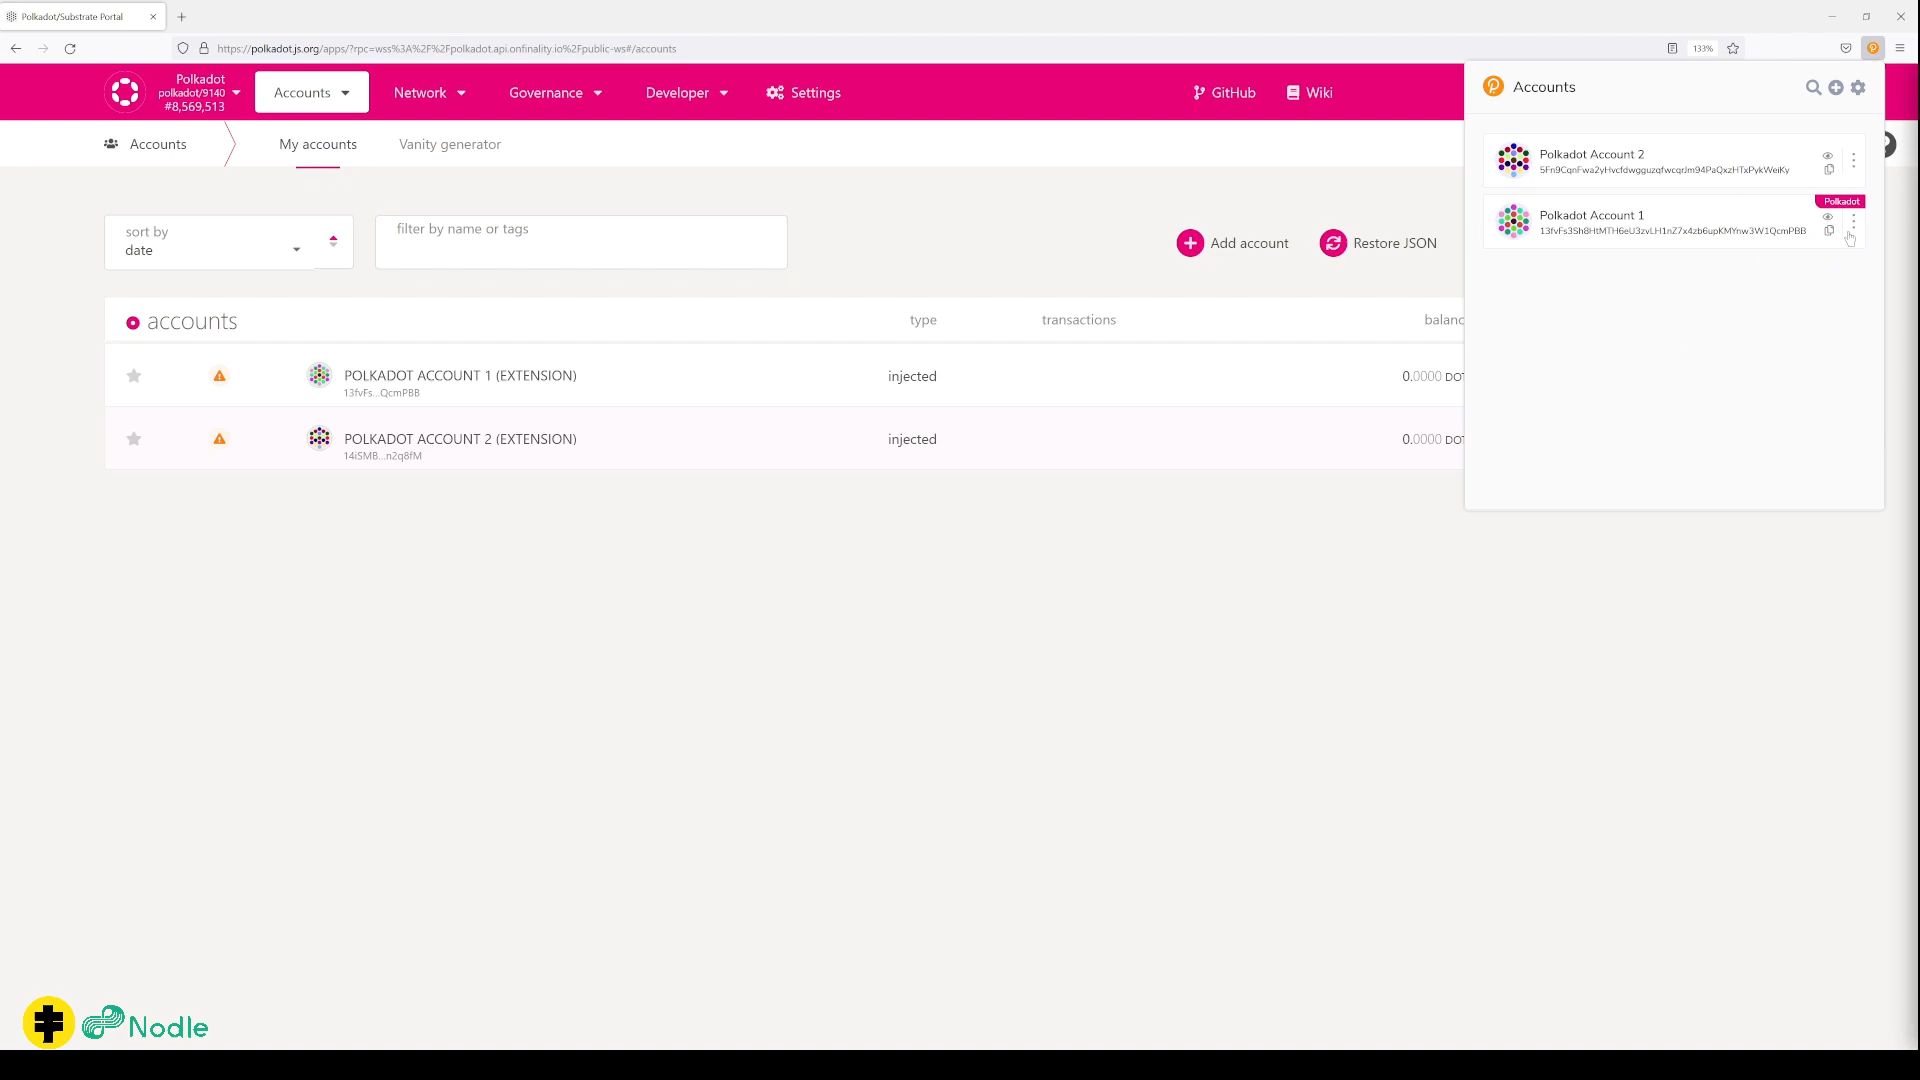 Polkadot/Substrate Portal
https://polkadot.js.org/apps/?rpc=wss%3A%2F%2Fpolkadot.api.onfinality.io%2Fpublic-ws#/accounts
133%
Polkadot
polkadot/9140
#8,569,513
Accounts
Network
Governance
Developer
Settings
GitHub
Wiki
Accounts
My accounts
Vanity generator
sort by
date
filter by name or tags
Add account
Restore JSON
accounts
type
transactions
balanc
POLKADOT ACCOUNT 1 (EXTENSION)
13fvFs...QcmPBB
injected
0.0000 DOT
POLKADOT ACCOUNT 2 (EXTENSION)
14iSMB...n2q8fM
injected
0.0000 DOT
Accounts
Polkadot Account 2
5Fn9CqnFwa2yHvcfdwgguzqfwcqrJm94PaQxzHTxPykWeiKy
Polkadot
Polkadot Account 1
13fvFs3Sh8HtMTH6eU3zvLH1nZ7x4zb6upKMYnw3W1QcmPBB
Nodle